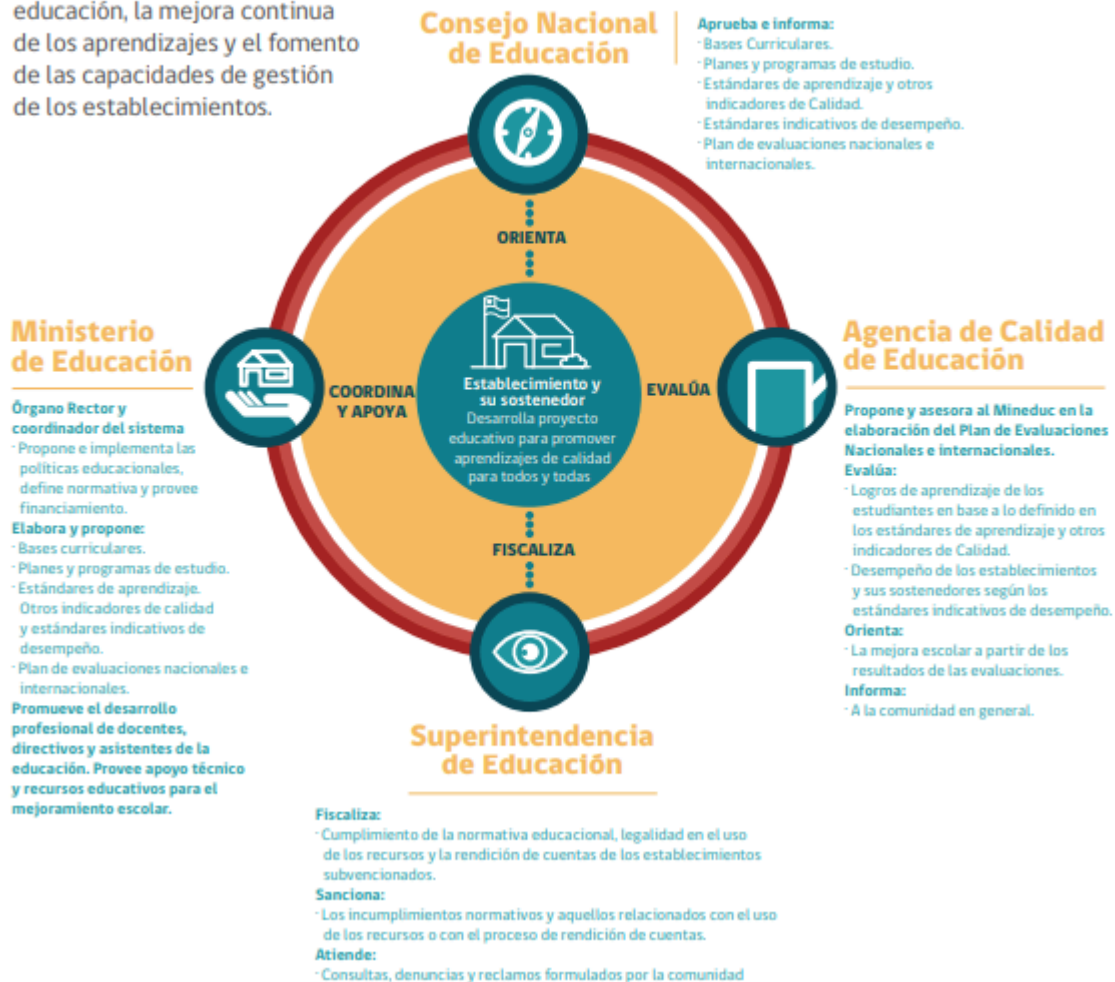 educación, la mejora continua
de los aprendizajes y el fomento
de las capacidades de gestión
de los establecimientos.
Consejo Nacional
de Educación
Aprueba e informa:
· Bases Curriculares.
· Planes y programas de estudio.
· Estándares de aprendizaje y otros
indicadores de Calidad.
· Estándares indicativos de desempeño.
· Plan de evaluaciones nacionales e
internacionales.
ORIENTA
Ministerio
de Educación
Órgano Rector y
coordinador del sistema
· Propone e implementa las
políticas educacionales,
define normativa y provee
financiamiento.
Elabora y propone:
· Bases curriculares.
· Planes y programas de estudio.
· Estándares de aprendizaje.
Otros indicadores de calidad
y estándares indicativos de
desempeño.
· Plan de evaluaciones nacionales e
internacionales.
Promueve el desarrollo
profesional de docentes,
directivos y asistentes de la
educación. Provee apoyo técnico
y recursos educativos para el
mejoramiento escolar.
COORDINA
Y APOYA
Establecimiento y
su sostenedor
Desarrolla proyecto
educativo para promover
aprendizajes de calidad
para todos y todas
EVALÚA
Agencia de Calidad
de Educación
Propone y asesora al Mineduc en la
elaboración del Plan de Evaluaciones
Nacionales e internacionales.
Evalúa:
· Logros de aprendizaje de los
estudiantes en base a lo definido en
los estándares de aprendizaje y otros
indicadores de Calidad.
· Desempeño de los establecimientos
y sus sostenedores según los
estándares indicativos de desempeño.
Orienta:
· La mejora escolar a partir de los
resultados de las evaluaciones.
Informa:
· A la comunidad en general.
FISCALIZA
Superintendencia
de Educación
Fiscaliza:
· Cumplimiento de la normativa educacional, legalidad en el uso
de los recursos y la rendición de cuentas de los establecimientos
subvencionados.
Sanciona:
· Los incumplimientos normativos y aquellos relacionados con el uso
de los recursos o con el proceso de rendición de cuentas.
Atiende:
· Consultas, denuncias y reclamos formulados por la comunidad